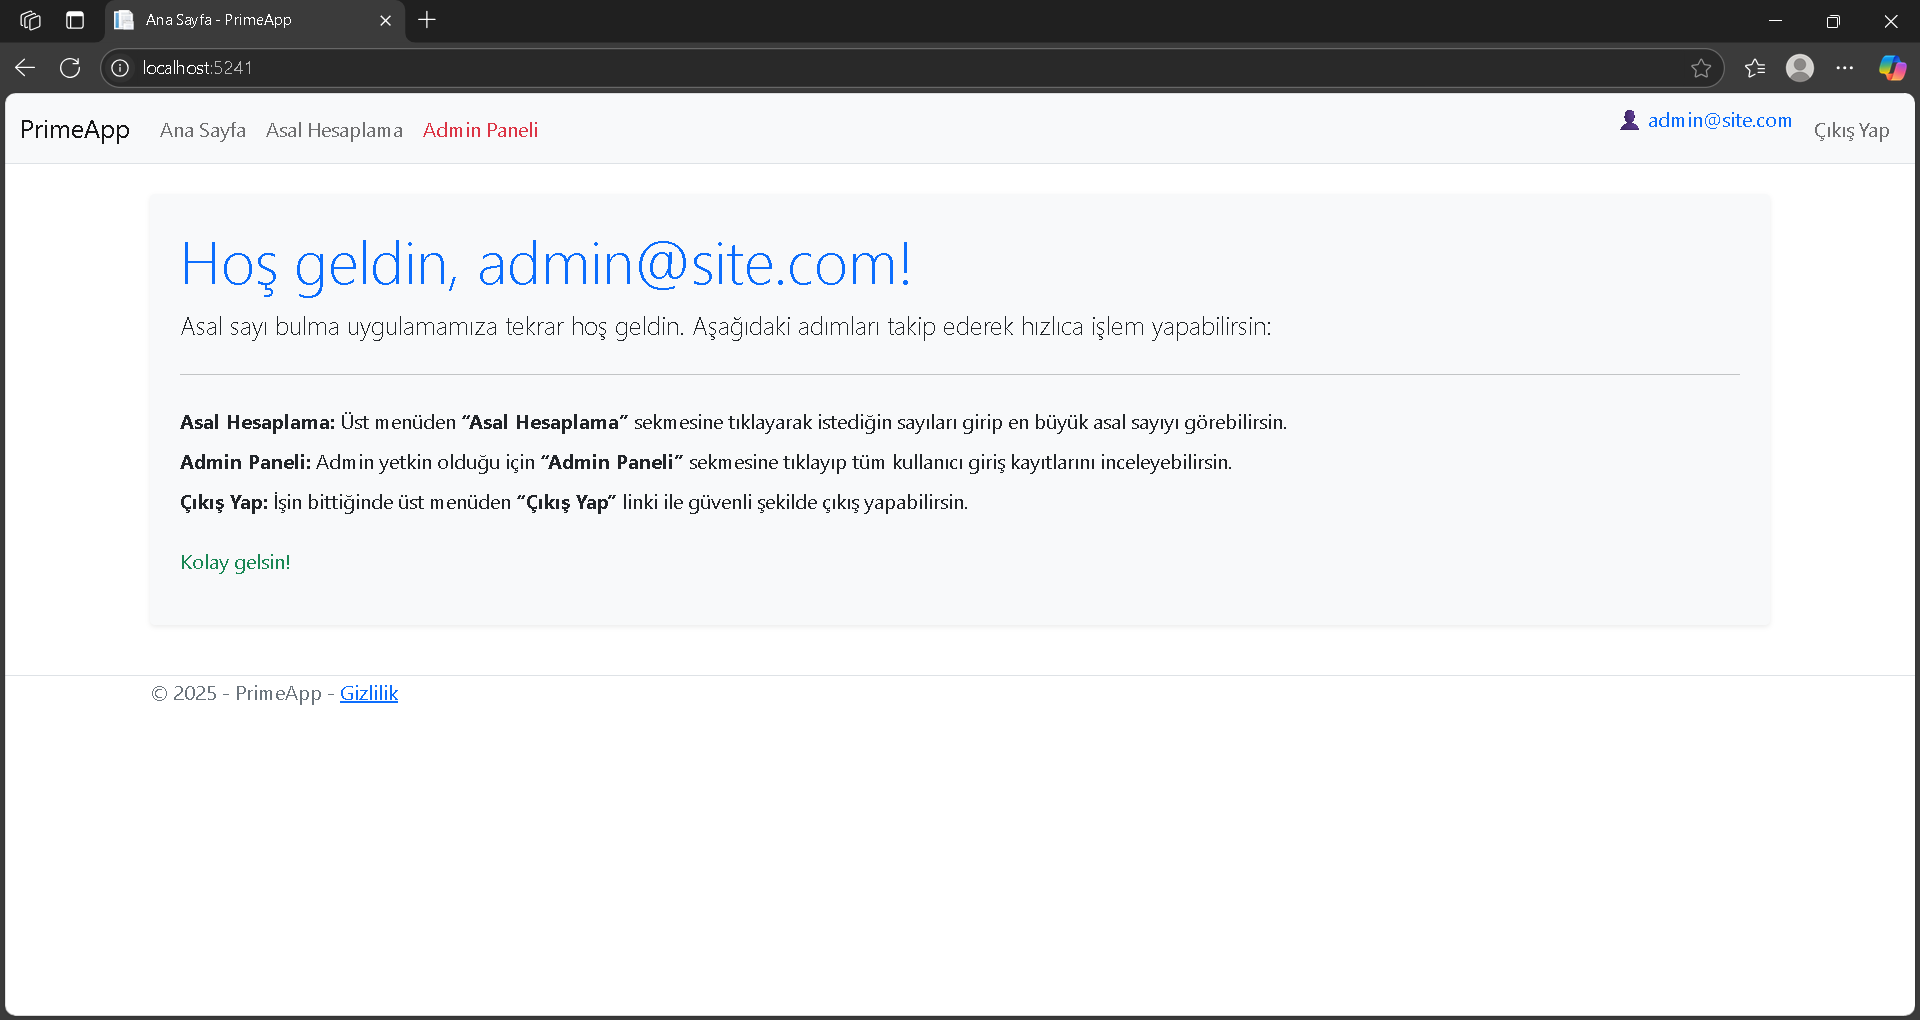 Ana Sayfa - PrimeApp
localhost:5241
PrimeApp Ana Sayfa Asal Hesaplama Admin Paneli admin@site.com Çıkış Yap
Hoş geldin, admin@site.com!
Asal sayı bulma uygulamamıza tekrar hoş geldin. Aşağıdaki adımları takip ederek hızlıca işlem yapabilirsin:
Asal Hesaplama: Üst menüden “Asal Hesaplama” sekmesine tıklayarak istediğin sayıları girip en büyük asal sayıyı görebilirsin.
Admin Paneli: Admin yetkin olduğu için “Admin Paneli” sekmesine tıklayıp tüm kullanıcı giriş kayıtlarını inceleyebilirsin.
Çıkış Yap: İşin bittiğinde üst menüden “Çıkış Yap” linki ile güvenli şekilde çıkış yapabilirsin.
Kolay gelsin!
© 2025 - PrimeApp - Gizlilik